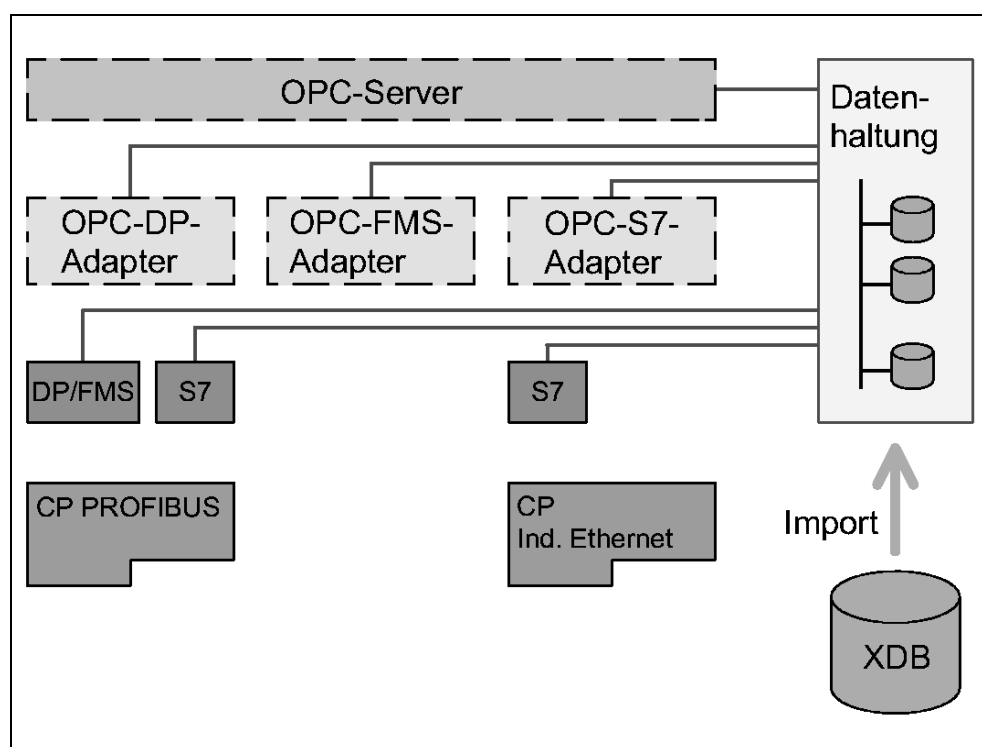 OPC-Server
Daten-
haltung
OPC-DP-
Adapter
OPC-FMS-
Adapter
OPC-S7-
Adapter
DP/FMS
S7
S7
CP PROFIBUS
CP
Ind. Ethernet
Import
XDB